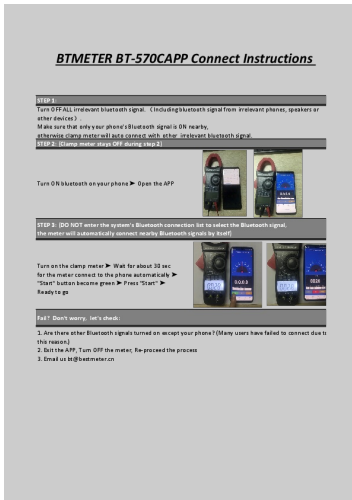 BTMETER BT-570CAPP Connect Instructions
STEP 1:
Turn OFF ALL irrelevant bluetooth signal. (Including bluetooth signal from irrelevant phones, speakers or
other devices).
Make sure that only your phone's Bluetooth signal is ON nearby,
otherwise clamp meter will auto connect with other irrelevant bluetooth signal.
STEP 2: (Clamp meter stays OFF during step 2)
Turn ON bluetooth on your phone ➤ Open the APP
STEP 3: (DO NOT enter the system's Bluetooth connection list to select the Bluetooth signal,
the meter will automatically connect nearby Bluetooth signals by itself)
Turn on the clamp meter ➤ Wait for about 30 sec
for the meter to connect to the phone automatically ➤
"Start" button become green ➤ Press "Start" ➤
Ready to go
Fail? Don't worry, let's check:
1. Are there other Bluetooth signals turned on except your phone? (Many users have failed to connect due to
this reason.)
2. Exit the APP, Turn OFF the meter, Re-proceed the process
3. Email us bt@bestmeter.cn